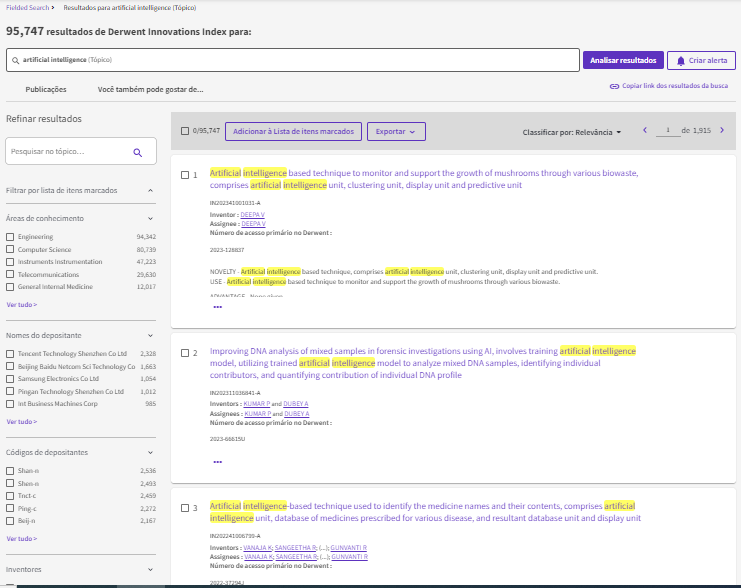 Fielded Search > Resultados para artificial intelligence (Tópico)
95,747 resultados de Derwent Innovations Index para:
artificial intelligence (Tópico)
Analisar resultados
Criar alerta
Publicações
Você também pode gostar de...
Copiar link dos resultados da busca
Refinar resultados
Pesquisar no tópico...
Filtrar por lista de itens marcados
Áreas de conhecimento
Engineering 94,342
Computer Science 80,739
Instruments Instrumentation 47,223
Telecommunications 29,630
General Internal Medicine 12,017
Ver tudo >
Nomes do depositante
Tencent Technology Shenzhen Co Ltd 2,328
Beijing Baidu Netcom Sci Technology Co 1,663
Samsung Electronics Co Ltd 1,054
Pingan Technology Shenzhen Co Ltd 1,012
Int Business Machines Corp 985
Ver tudo >
Códigos de depositantes
Shan-n 2,536
Shen-n 2,493
Tnct-c 2,459
Ping-c 2,272
Beij-n 2,167
Ver tudo >
Inventores
0/95,747
Adicionar à Lista de itens marcados
Exportar
Classificar por: Relevância
1 de 1,915
1
Artificial intelligence based technique to monitor and support the growth of mushrooms through various biowaste,
comprises artificial intelligence unit, clustering unit, display unit and predictive unit
IN202341001031-A
Inventor : DEEPA V
Assignee : DEEPA V
Número de acesso primário no Derwent :
2023-128837
NOVELTY - Artificial intelligence based technique, comprises artificial intelligence unit, clustering unit, display unit and predictive unit.
USE - Artificial intelligence based technique to monitor and support the growth of mushrooms through various biowaste.
ADVANTAGE - None given
•••
2
Improving DNA analysis of mixed samples in forensic investigations using AI, involves training artificial intelligence
model, utilizing trained artificial intelligence model to analyze mixed DNA samples, identifying individual
contributors, and quantifying contribution of individual DNA profile
IN202311036841-A
Inventors : KUMAR P and DUBEY A
Assignees : KUMAR P and DUBEY A
Número de acesso primário no Derwent :
2023-66615U
•••
3
Artificial intelligence-based technique used to identify the medicine names and their contents, comprises artificial
intelligence unit, database of medicines prescribed for various disease, and resultant database unit and display unit
IN202241006759-A
Inventors : VANAJA K; SANGEETHA R; (...); GUNVANTI R
Assignees : VANAJA K; SANGEETHA R; (...); GUNVANTI R
Número de acesso primário no Derwent :
2022-37294J